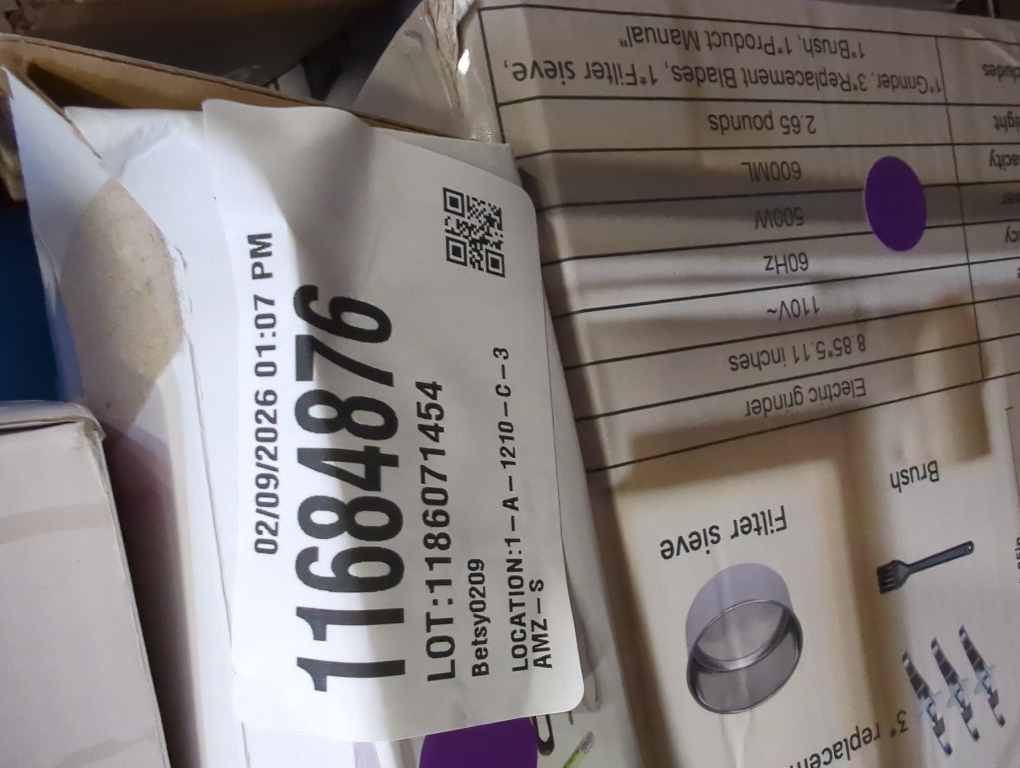 02/09/2026 01:07 PM
11684876
LOT:1186071454
Betsy0209
LOCATION:1-A-1210-C-3
AMZ-S
Electric grinder
8.85*5.11 inches
110V~
60Hz
500W
600ML
2.65 pounds
1*Grinder, 3*Replacement Blades, 1*Filter sieve,
1*Brush, 1*Product Manual"
Brush
Filter sieve
3*